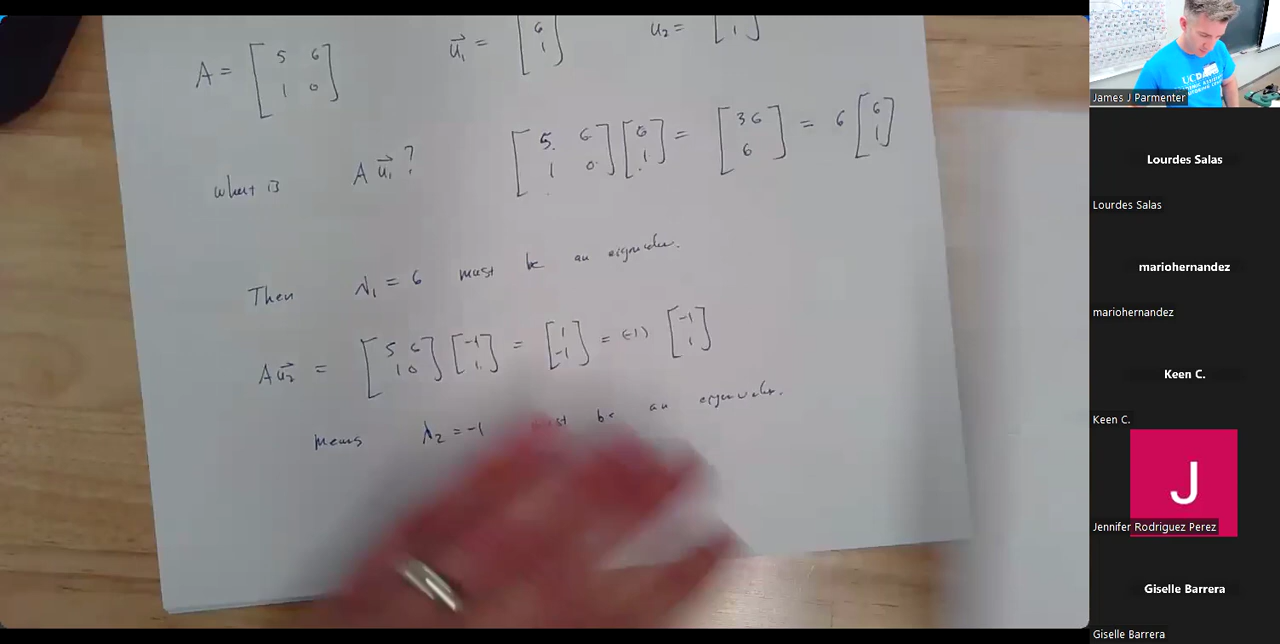 A = [ 5 6 ; 1 0 ]
u⃗₁ = [ 6 ; 1 ]
u₂ = [ 1 ]
what is A u⃗₁ ?
[ 5 6 ; 1 0 ] [ 6 ; 1 ] = [ 36 ; 6 ] = 6 [ 6 ; 1 ]
Then λ₁ = 6 must be an eigenvalue.
A u⃗₂ = [ 5 6 ; 1 0 ] [ -1 ; 1 ] = [ 1 ; -1 ] = (-1) [ -1 ; 1 ]
means λ₂ = -1 must be an eigenvalue.
James J Parmenter
Lourdes Salas
Lourdes Salas
mariohernandez
mariohernandez
Keen C.
Keen C.
J
Jennifer Rodriguez Perez
Giselle Barrera
Giselle Barrera